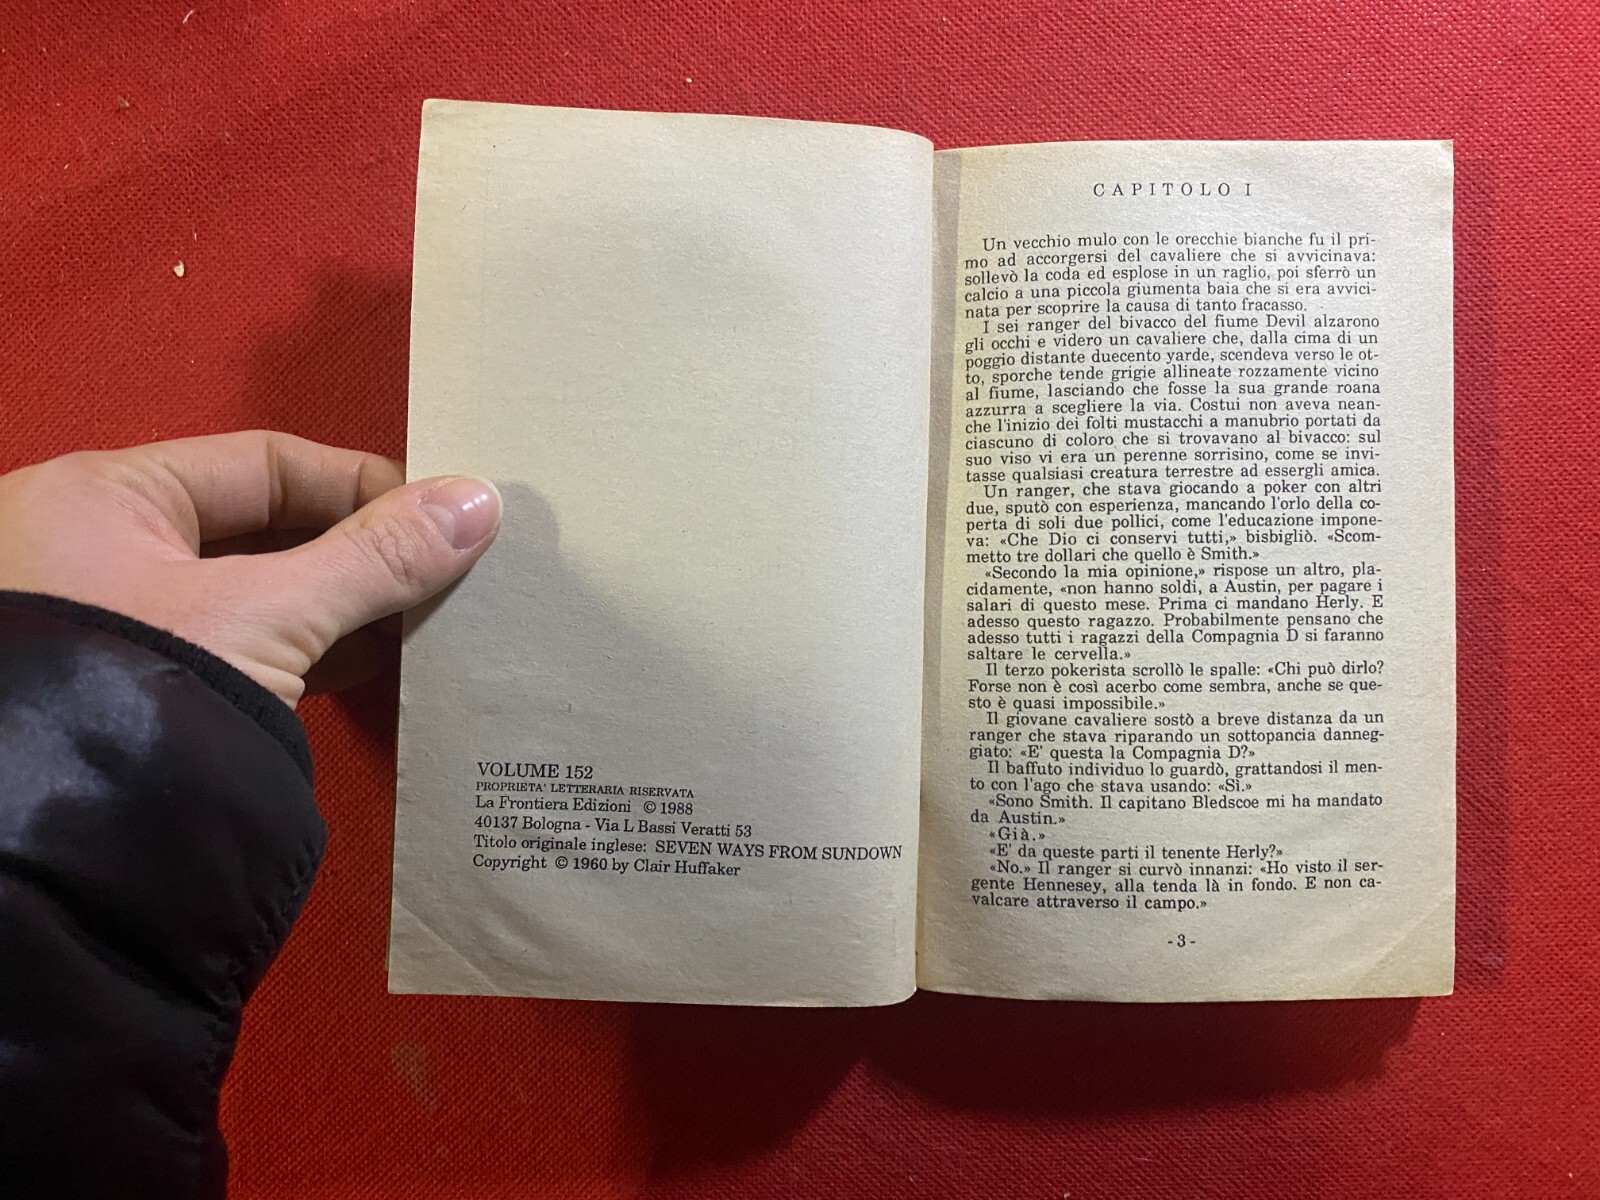 VOLUME 152
PROPRIETA' LETTERARIA RISERVATA
La Frontiera Edizioni © 1988
40137 Bologna - Via L Bassi Veratti 53
Titolo originale inglese: SEVEN WAYS FROM SUNDOWN
Copyright © 1960 by Clair Huffaker
CAPITOLO I
Un vecchio mulo con le orecchie bianche fu il pri-
mo ad accorgersi del cavaliere che si avvicinava:
sollevò la coda ed esplose in un raglio, poi sferrò un
calcio a una piccola giumenta baia che si era avvici-
nata per scoprire la causa di tanto fracasso.
I sei ranger del bivacco del fiume Devil alzarono
gli occhi e videro un cavaliere che, dalla cima di un
poggio distante duecento yarde, scendeva verso le ot-
to, sporche tende grigie allineate rozzamente vicino
al fiume, lasciando che fosse la sua grande roana
azzurra a scegliere la via. Costui non aveva nean-
che l'inizio dei folti mustacchi a manubrio portati da
ciascuno di coloro che si trovavano al bivacco: sul
suo viso vi era un perenne sorrisino, come se invi-
tasse qualsiasi creatura terrestre ad essergli amica.
Un ranger, che stava giocando a poker con altri
due, sputò con esperienza, mancando l'orlo della co-
perta di soli due pollici, come l'educazione impone-
va: «Che Dio ci conservi tutti,» bisbigliò. «Scom-
metto tre dollari che quello è Smith.»
«Secondo la mia opinione,» rispose un altro, pla-
cidamente, «non hanno soldi, a Austin, per pagare i
salari di questo mese. Prima ci mandano Herly. E
adesso questo ragazzo. Probabilmente pensano che
adesso tutti i ragazzi della Compagnia D si faranno
saltare le cervella.»
Il terzo pokerista scrollò le spalle: «Chi può dirlo?
Forse non è così acerbo come sembra, anche se que-
sto è quasi impossibile.»
Il giovane cavaliere sostò a breve distanza da un
ranger che stava riparando un sottopancia danneg-
giato: «E' questa la Compagnia D?»
Il baffuto individuo lo guardò, grattandosi il men-
to con l'ago che stava usando: «Sì.»
«Sono Smith. Il capitano Bledscoe mi ha mandato
da Austin.»
«Già.»
«E' da queste parti il tenente Herly?»
«No.» Il ranger si curvò innanzi: «Ho visto il ser-
gente Hennesey, alla tenda là in fondo. E non ca-
valcare attraverso il campo.»
- 3 -